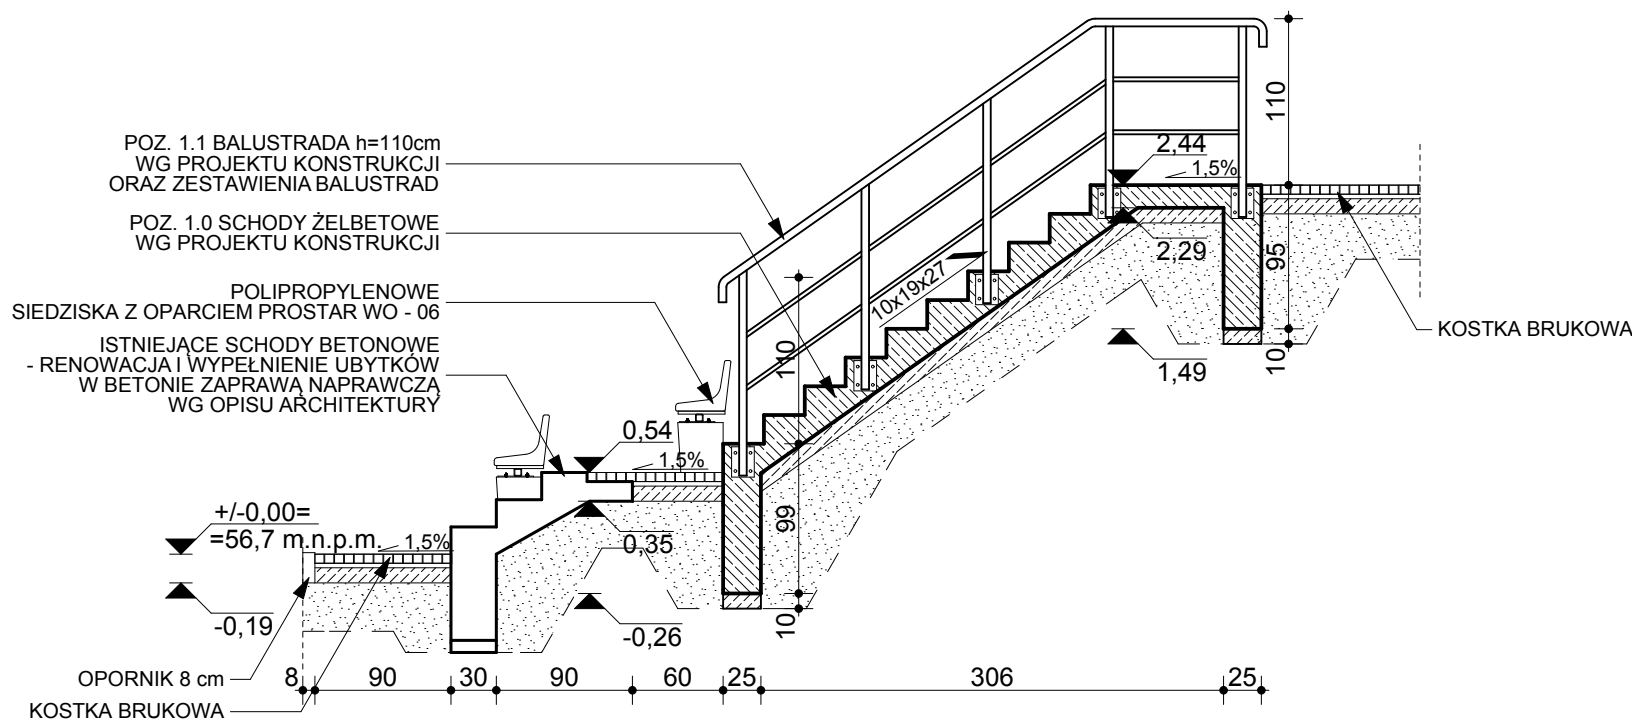 POZ. 1.1 BALUSTRADA h=110cm
WG PROJEKTU KONSTRUKCJI
ORAZ ZESTAWIENIA BALUSTRAD
POZ. 1.0 SCHODY ŻELBETOWE
WG PROJEKTU KONSTRUKCJI
POLIPROPYLENOWE
SIEDZISKA Z OPARCIEM PROSTAR WO - 06
ISTNIEJĄCE SCHODY BETONOWE
- RENOWACJA I WYPEŁNIENIE UBYTKÓW
W BETONIE ZAPRAWĄ NAPRAWCZĄ
WG OPISU ARCHITEKTURY
+/-0,00=
=56,7 m.n.p.m.
1,5%
-0,19
OPORNIK 8 cm
KOSTKA BRUKOWA
0,54
1,5%
0,35
-0,26
110
99
10
10x19x27
2,44
1,5%
2,29
1,49
110
95
10
KOSTKA BRUKOWA
8 90 30 90 60 25 306 25